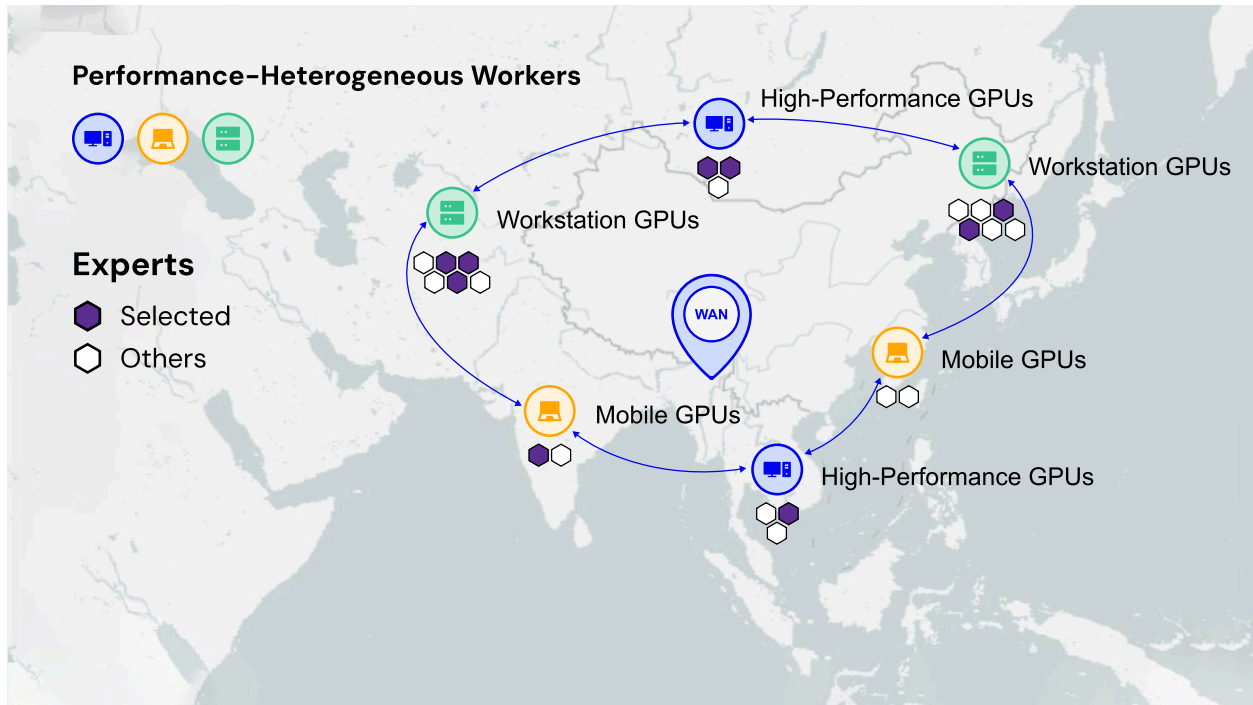 Performance-Heterogeneous Workers
High-Performance GPUs
Workstation GPUs
Workstation GPUs
Experts
Selected
WAN
Others
Mobile GPUs
Mobile GPUs
High-Performance GPUs